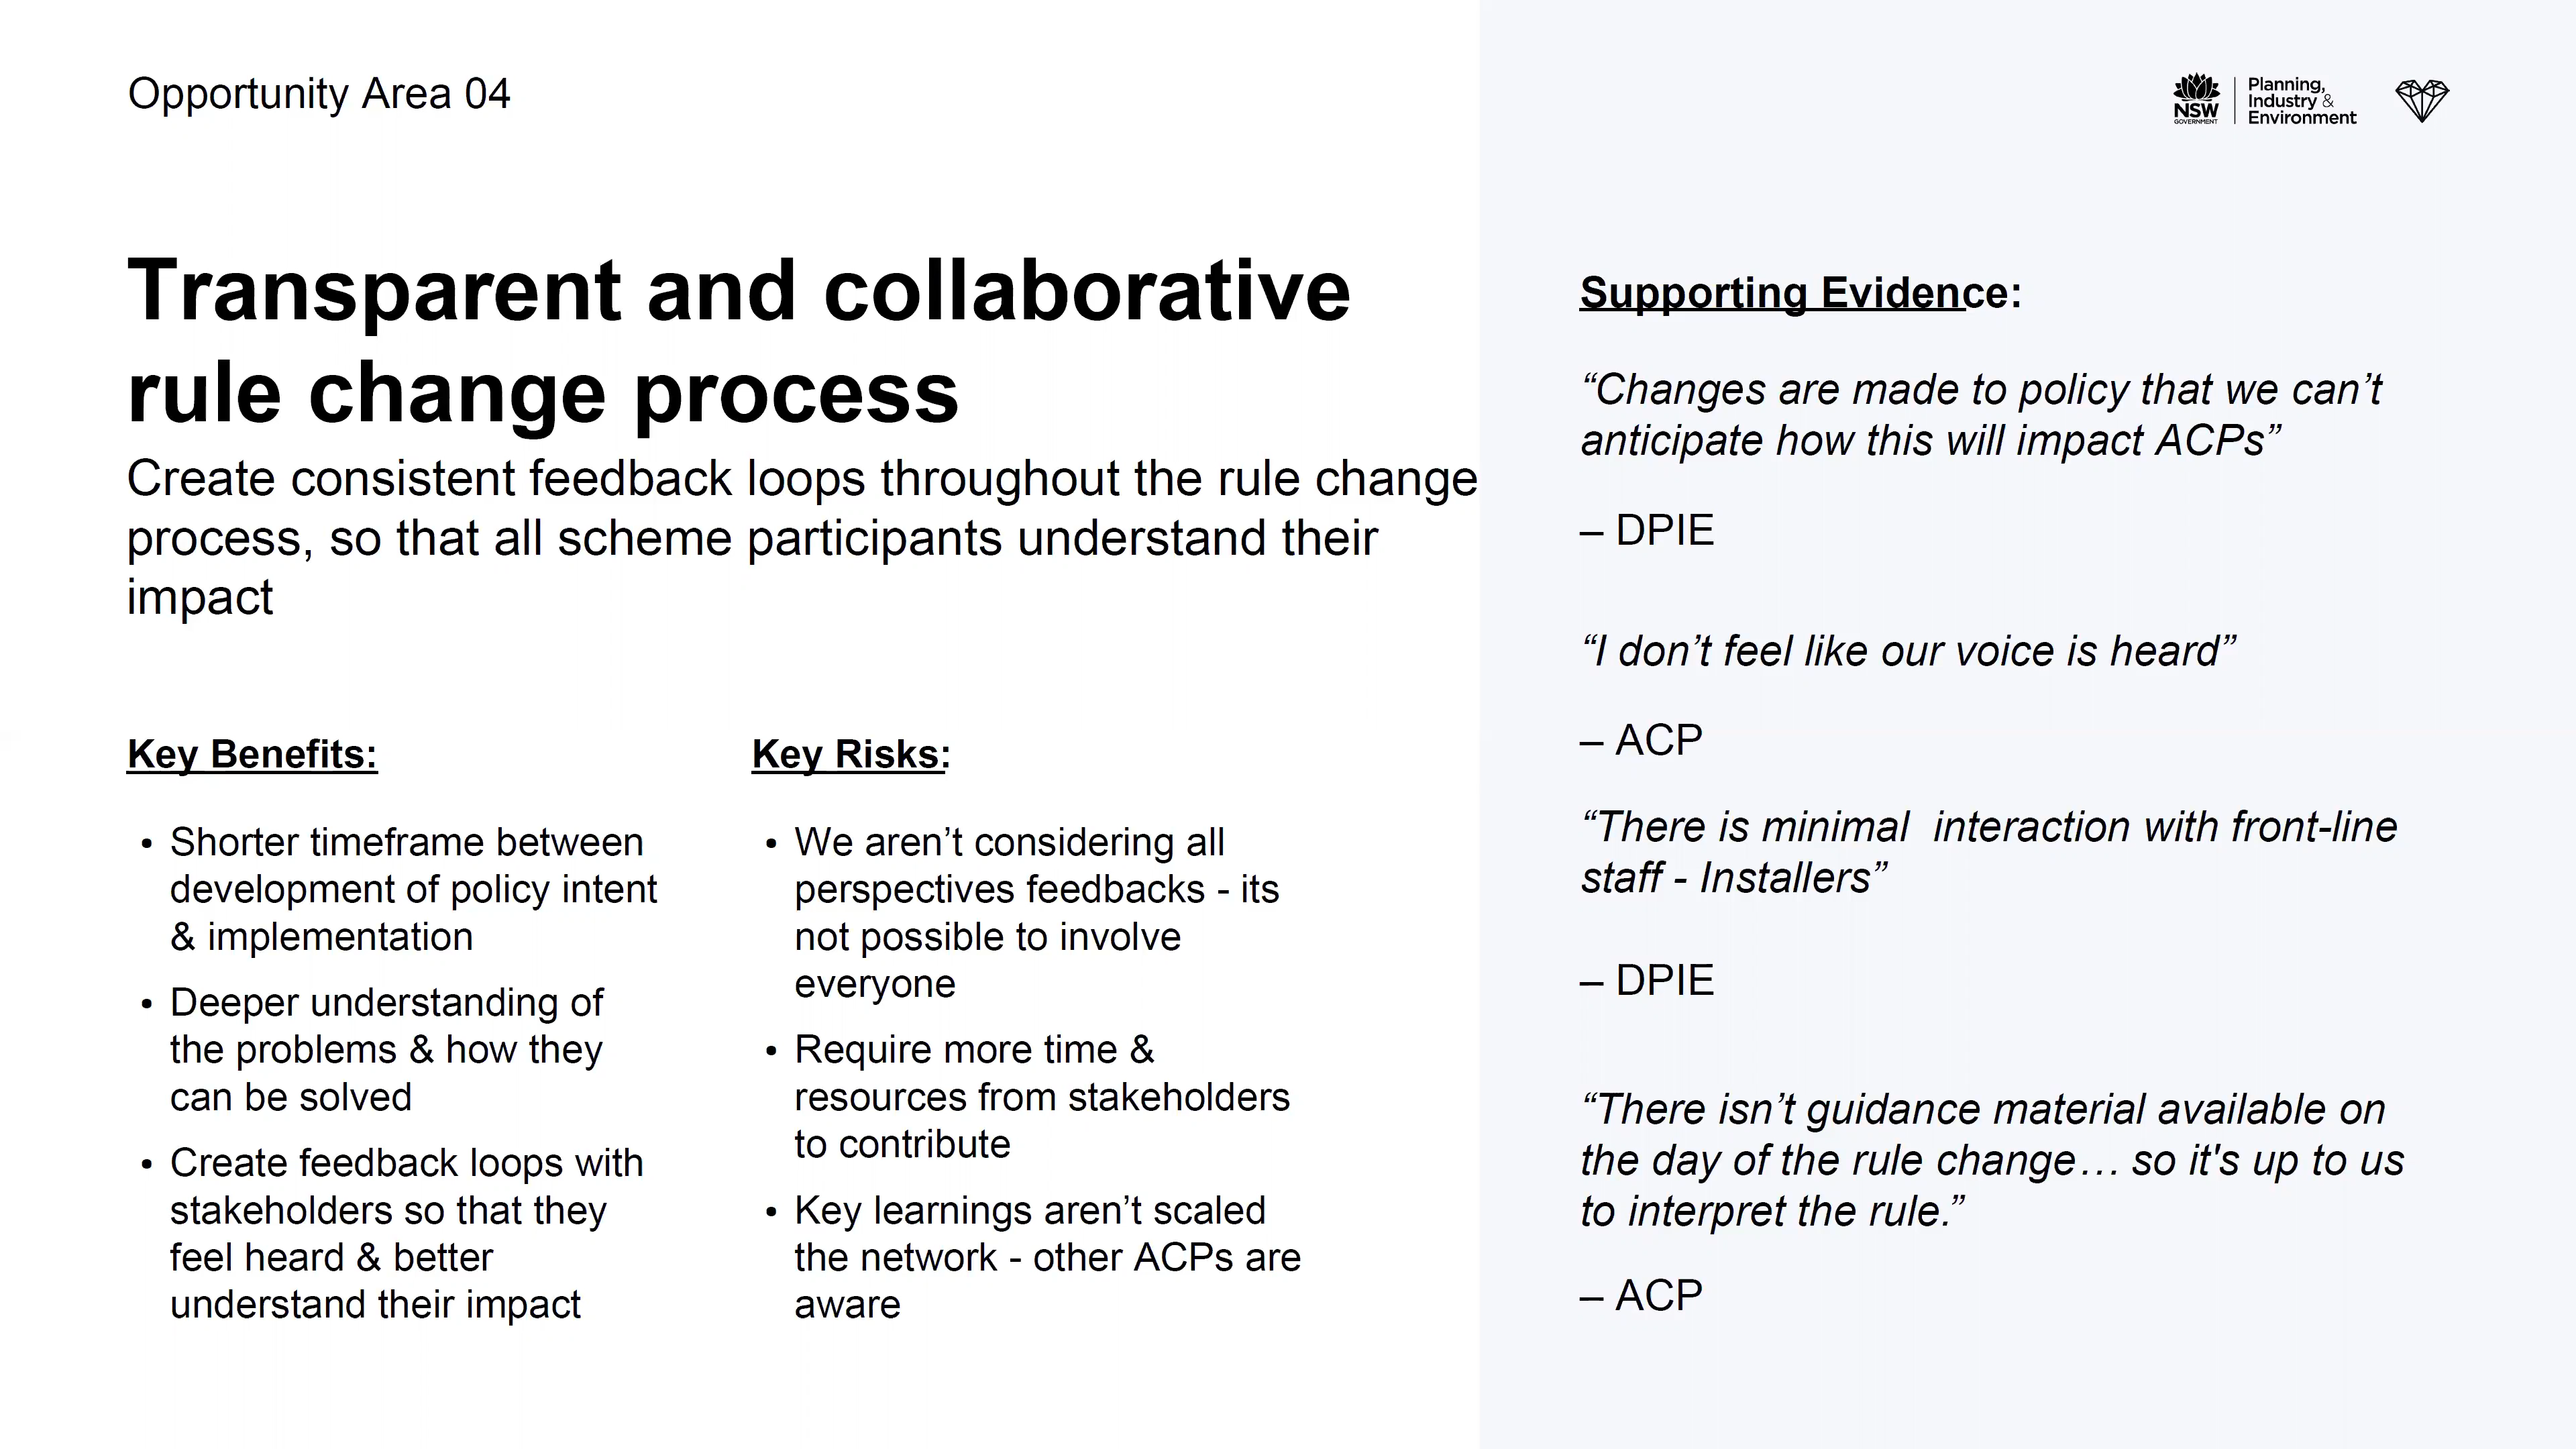 Opportunity Area 04
NSW
GOVERNMENT
Planning,
Industry &
Environment
Transparent and collaborative
rule change process
Create consistent feedback loops throughout the rule change
process, so that all scheme participants understand their
impact
Key Benefits:
• Shorter timeframe between
development of policy intent
& implementation
• Deeper understanding of
the problems & how they
can be solved
• Create feedback loops with
stakeholders so that they
feel heard & better
understand their impact
Key Risks:
• We aren’t considering all
perspectives feedbacks - its
not possible to involve
everyone
• Require more time &
resources from stakeholders
to contribute
• Key learnings aren’t scaled
the network - other ACPs are
aware
Supporting Evidence:
“Changes are made to policy that we can’t
anticipate how this will impact ACPs”
– DPIE
“I don’t feel like our voice is heard”
– ACP
“There is minimal  interaction with front-line
staff - Installers”
– DPIE
“There isn’t guidance material available on
the day of the rule change… so it's up to us
to interpret the rule.”
– ACP